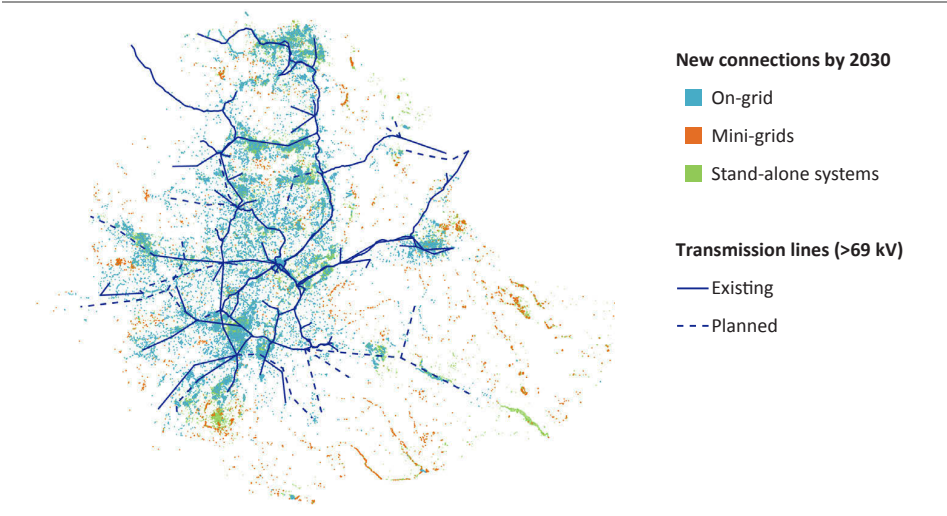 New connections by 2030
On-grid
Mini-grids
Stand-alone systems
Transmission lines (>69 kV)
Existing
Planned